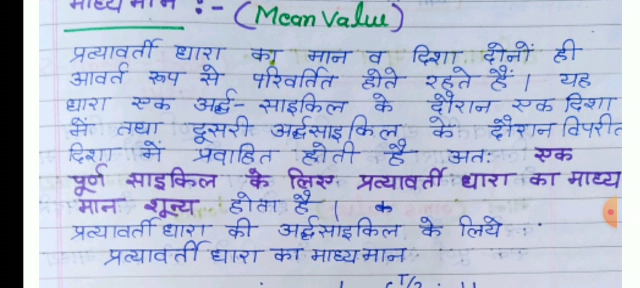 माध्य मान :- (Mean Value)
प्रत्यावर्ती धारा का मान व दिशा दोनों ही
आवर्त रूप से परिवर्तित होते रहते हैं। यह
धारा एक अर्द्ध-साइकिल के दौरान एक दिशा
में तथा दूसरी अर्द्धसाइकिल के दौरान विपरीत
दिशा में प्रवाहित होती है अतः एक
पूर्ण साइकिल के लिए प्रत्यावर्ती धारा का माध्य
मान शून्य होता है। क
प्रत्यावर्ती धारा की अर्द्धसाइकिल के लिये
प्रत्यावर्ती धारा का माध्यमान
T/2